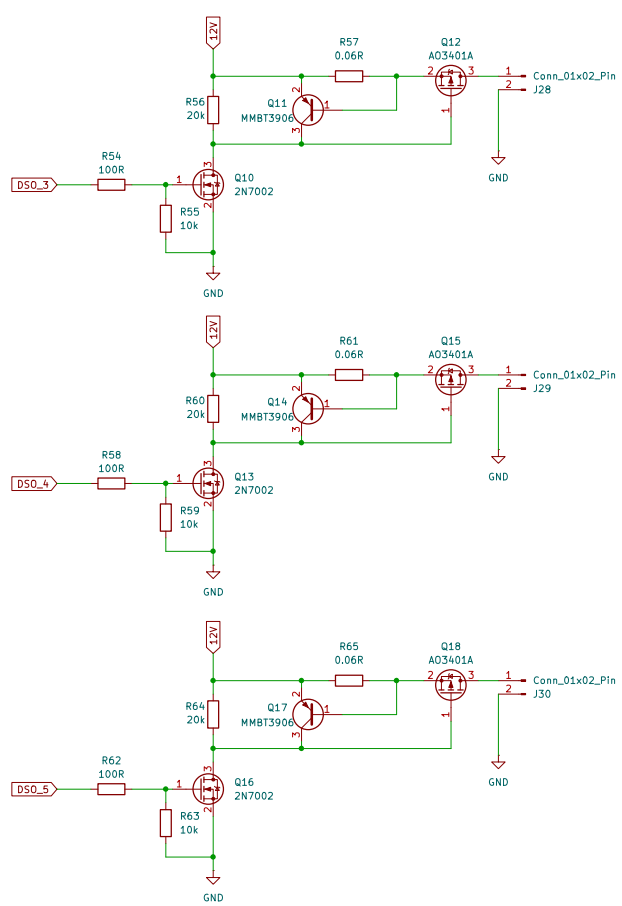 12V
R57
0.06R
Q12
AO3401A
2
3
1
Conn_01x02_Pin
2
J28
R56
20k
Q11
MMBT3906
2
1
3
1
R54
100R
DSO_3
3
1
Q10
2N7002
2
R55
10k
GND
GND
12V
R61
0.06R
Q15
AO3401A
2
3
1
Conn_01x02_Pin
2
J29
R60
20k
Q14
MMBT3906
2
1
3
1
R58
100R
DSO_4
3
1
Q13
2N7002
2
R59
10k
GND
GND
12V
R65
0.06R
Q18
AO3401A
2
3
1
Conn_01x02_Pin
2
J30
R64
20k
Q17
MMBT3906
2
1
3
1
R62
100R
DSO_5
3
1
Q16
2N7002
2
R63
10k
GND
GND